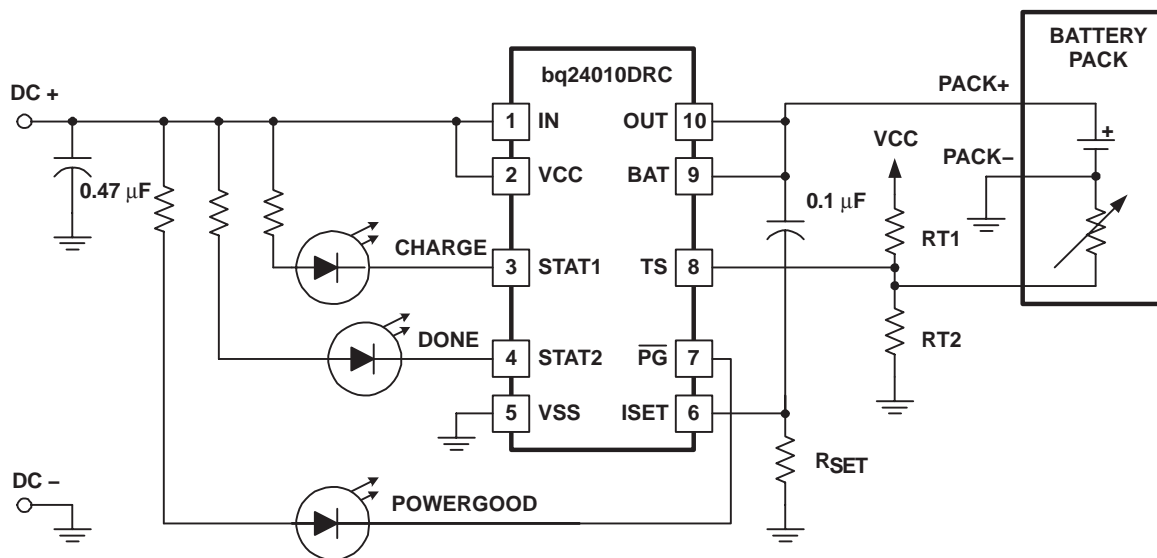 BATTERY
PACK
bq24010DRC
DC +
PACK+
1 IN OUT 10
VCC
PACK–
2 VCC BAT 9
0.47 μF
0.1 μF
RT1
CHARGE
3 STAT1 TS 8
DONE
RT2
4 STAT2 PG 7
5 VSS ISET 6
RSET
DC –
POWERGOOD
+